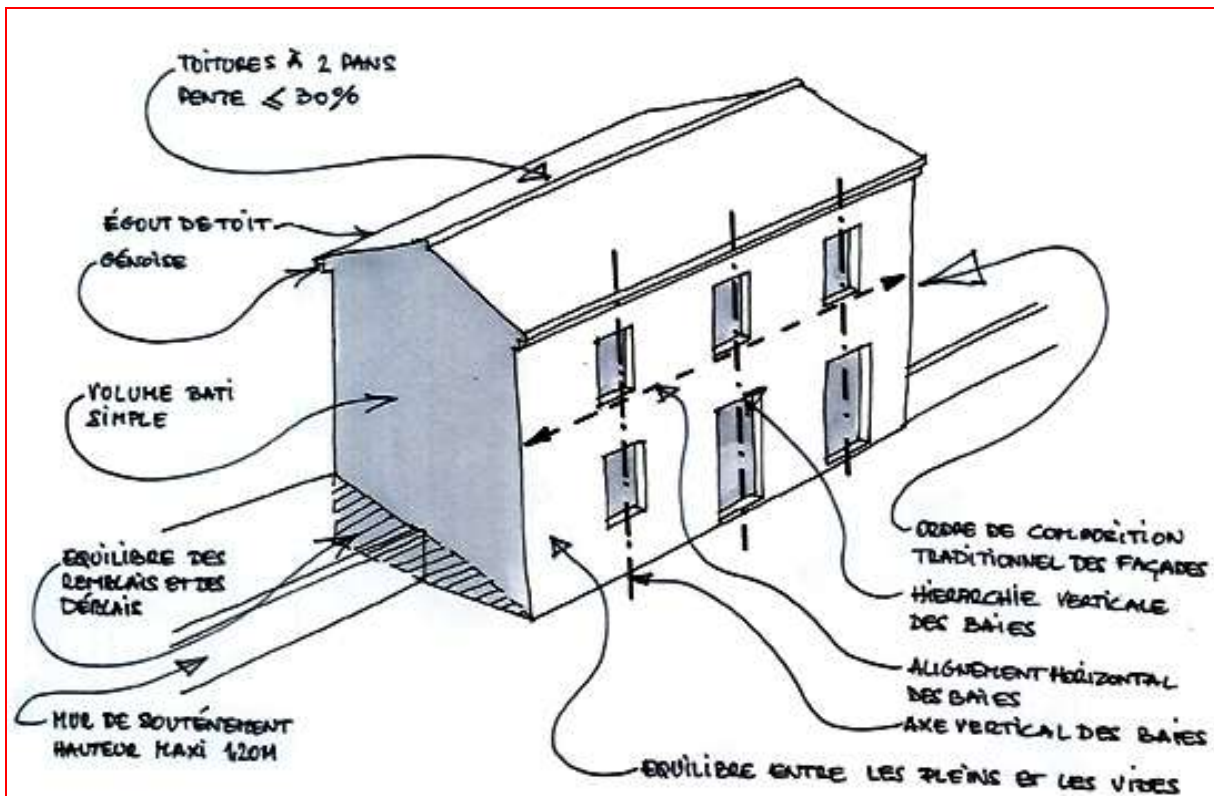 TOITURES À 2 PANS
PENTE ⩽ 30%
ÉGOUT DE TOIT
GÉNOISE
VOLUME BATI
SIMPLE
EQUILIBRE DES
REMBLAIS ET DES
DÉBLAIS
MUR DE SOUTÉNEMENT
HAUTEUR MAXI 1,20M
ORDRE DE COMPOSITION
TRADITIONNEL DES FAÇADES
HIERARCHIE VERTICALE
DES BAIES
ALIGNEMENT HORIZONTAL
DES BAIES
AXE VERTICAL DES BAIES
EQUILIBRE ENTRE LES PLEINS ET LES VIDES